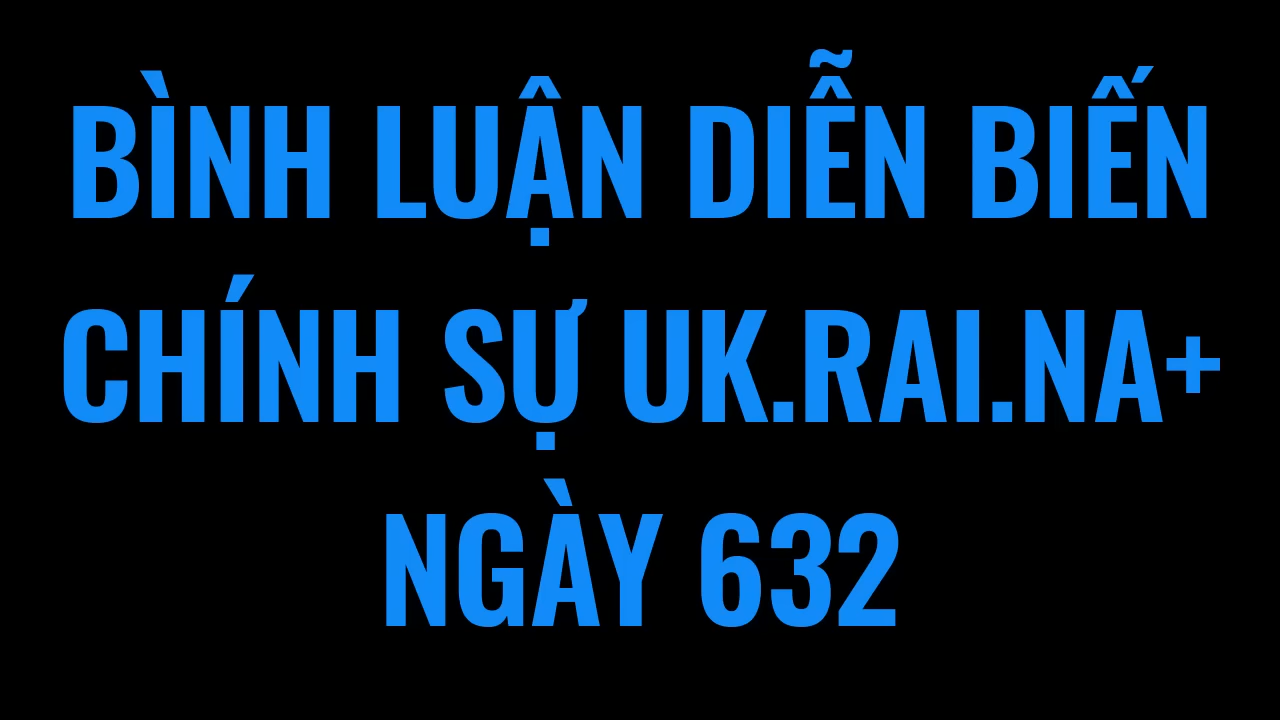 BÌNH LUẬN DIỄN BIẾN
CHÍNH SỰ UK.RAI.NA+
NGÀY 632